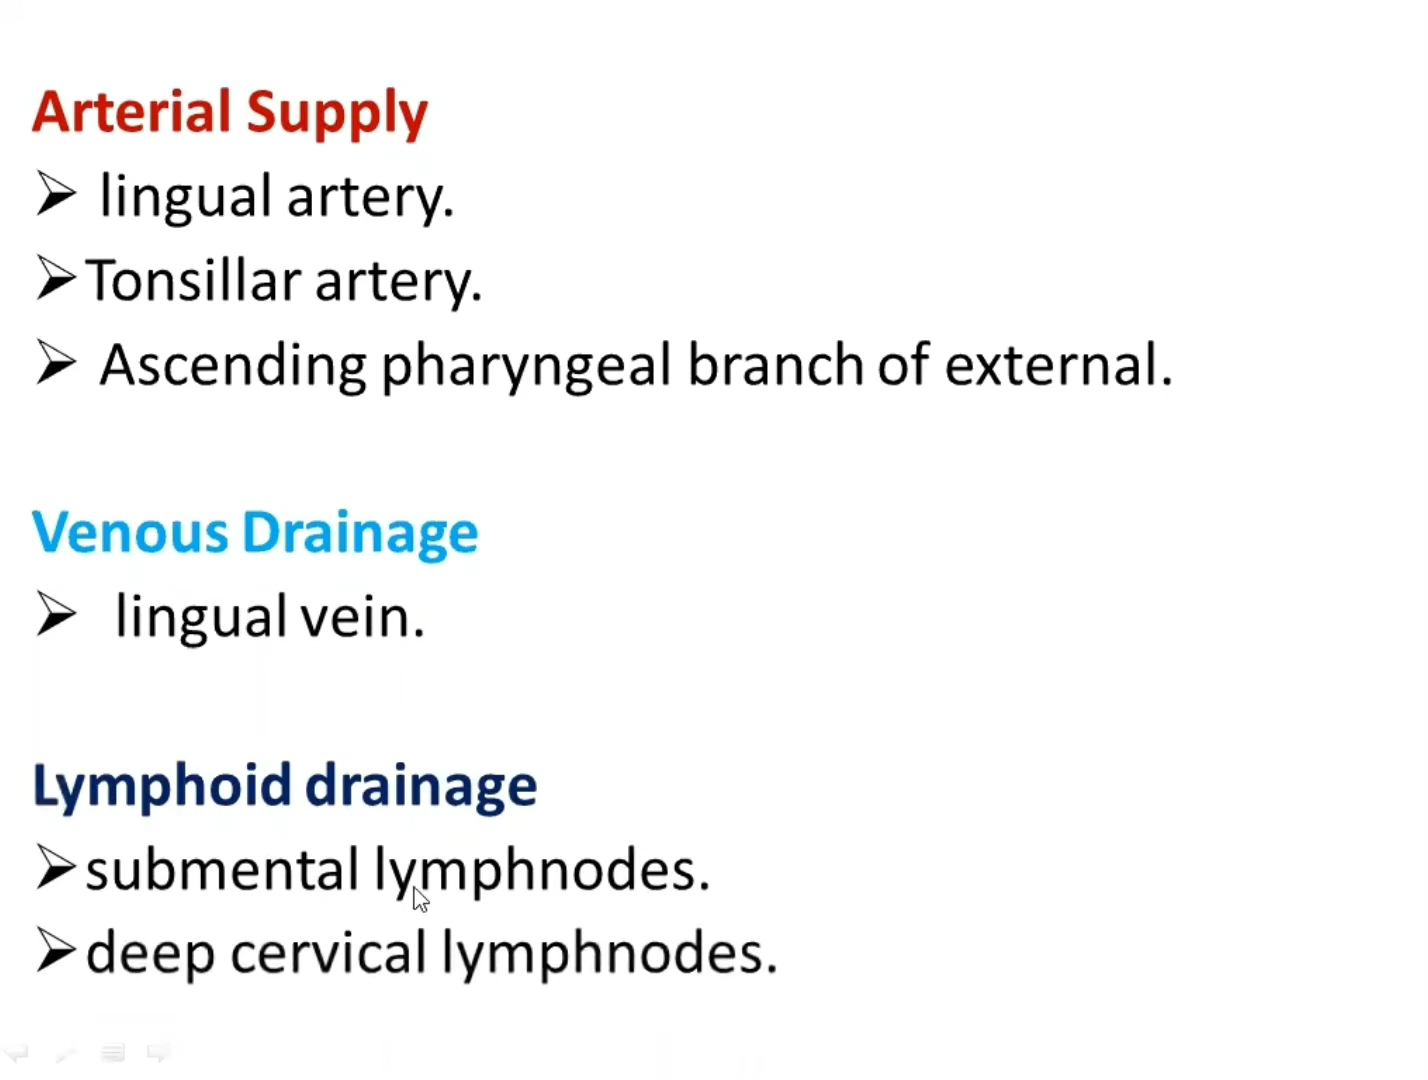 Arterial Supply
➢ lingual artery.
➢ Tonsillar artery.
➢ Ascending pharyngeal branch of external.
Venous Drainage
➢ lingual vein.
Lymphoid drainage
➢ submental lymphnodes.
➢ deep cervical lymphnodes.